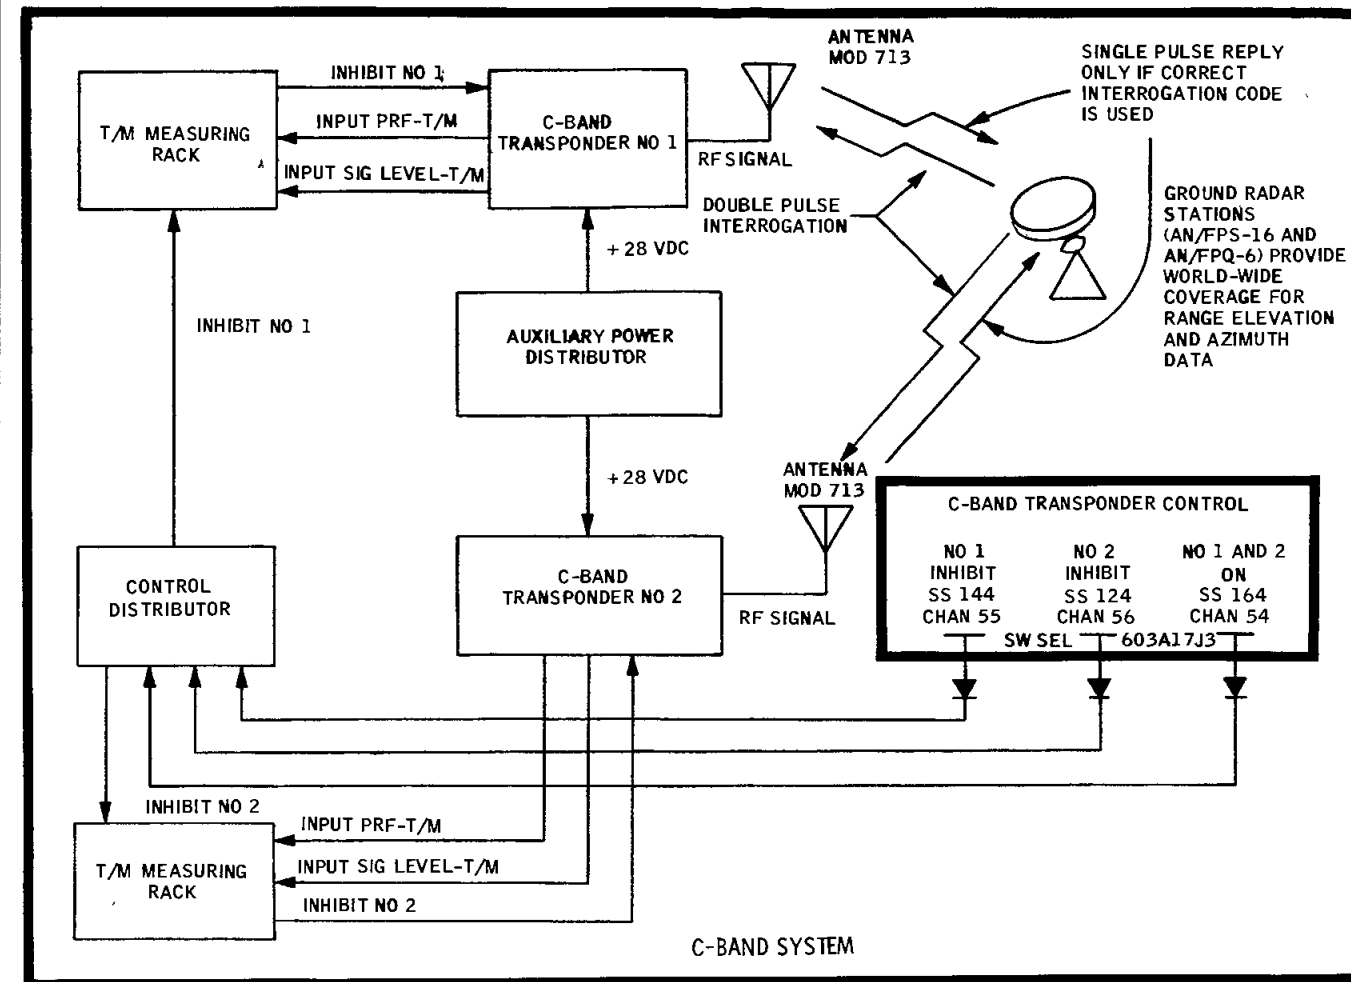 ANTENNA
MOD 713
SINGLE PULSE REPLY
ONLY IF CORRECT
INTERROGATION CODE
IS USED
INHIBIT NO 1
T/M MEASURING
RACK
INPUT PRF-T/M
INPUT SIG LEVEL-T/M
C-BAND
TRANSPONDER NO 1
RF SIGNAL
DOUBLE PULSE
INTERROGATION
GROUND RADAR
STATIONS
(AN/FPS-16 AND
AN/FPQ-6) PROVIDE
WORLD-WIDE
COVERAGE FOR
RANGE ELEVATION
AND AZIMUTH
DATA
+28 VDC
INHIBIT NO 1
AUXILIARY POWER
DISTRIBUTOR
+28 VDC
ANTENNA
MOD 713
C-BAND TRANSPONDER CONTROL
NO 1
INHIBIT
SS 144
CHAN 55
NO 2
INHIBIT
SS 124
CHAN 56
NO 1 AND 2
ON
SS 164
CHAN 54
SW SEL
603A17J3
CONTROL
DISTRIBUTOR
C-BAND
TRANSPONDER NO 2
RF SIGNAL
INHIBIT NO 2
T/M MEASURING
RACK
INPUT PRF-T/M
INPUT SIG LEVEL-T/M
INHIBIT NO 2
C-BAND SYSTEM